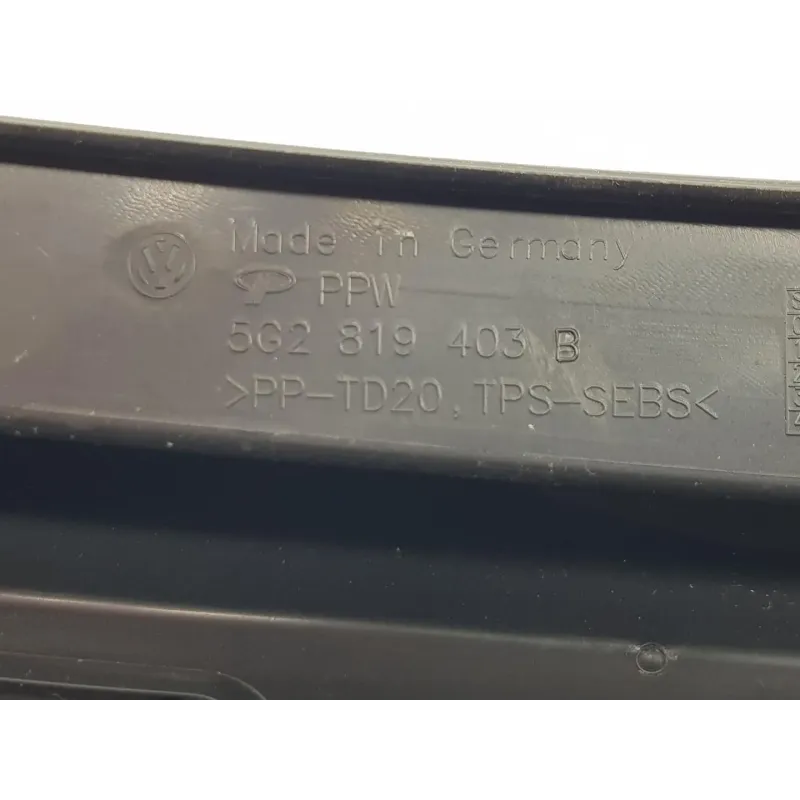 Made in Germany
PPW
5G2 819 403 B
>PP-TD20, TPS-SEBS<